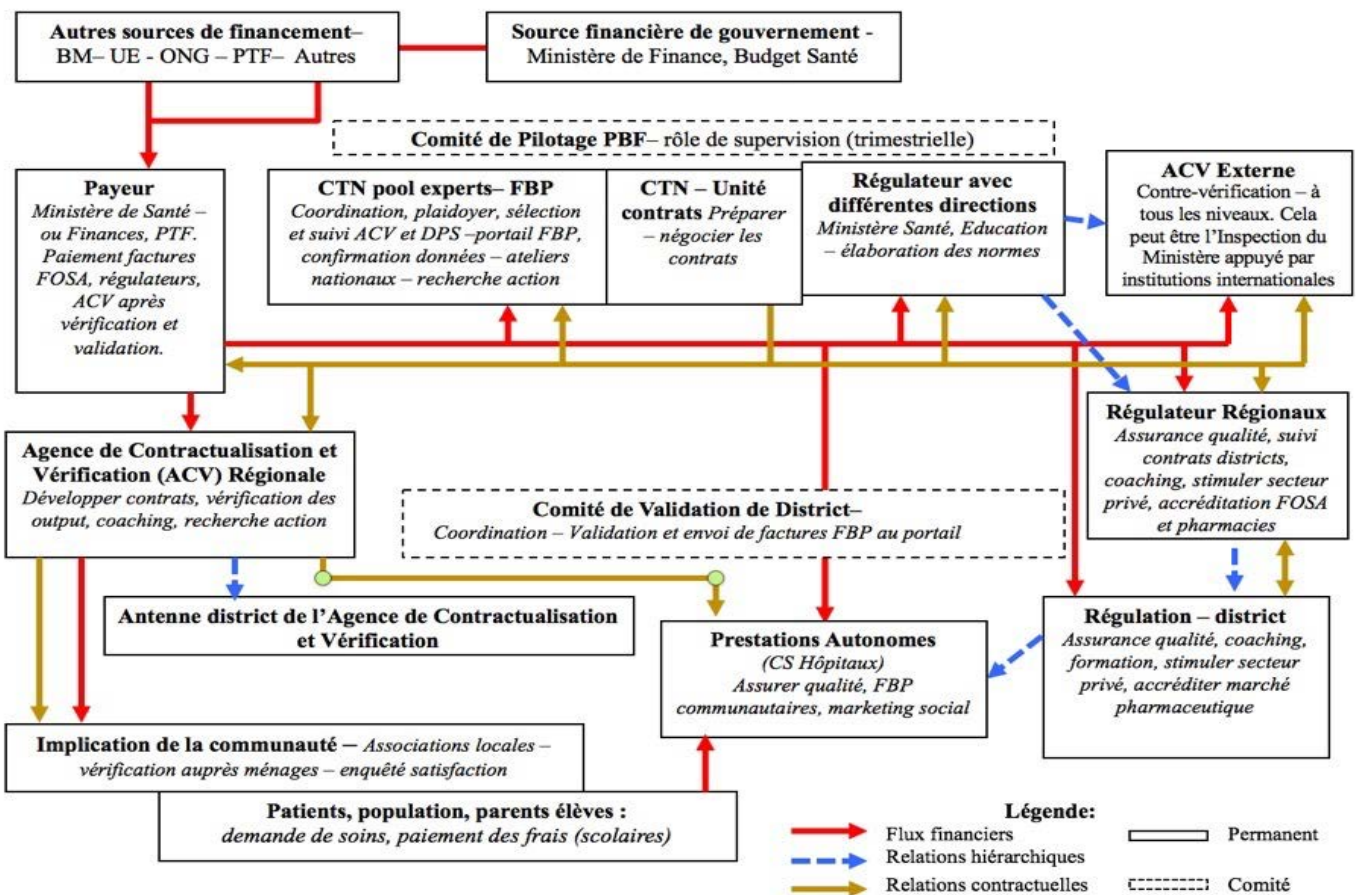 Autres sources de financement–
BM– UE - ONG – PTF– Autres
Source financière de gouvernement -
Ministère de Finance, Budget Santé
Comité de Pilotage PBF– rôle de supervision (trimestrielle)
Payeur
Ministère de Santé –
ou Finances, PTF.
Paiement factures
FOSA, régulateurs,
ACV après
vérification et
validation.
CTN pool experts– FBP
Coordination, plaidoyer, sélection
et suivi ACV et DPS –portail FBP,
confirmation données – ateliers
nationaux – recherche action
CTN – Unité
contrats Préparer
– négocier les
contrats
Régulateur avec
différentes directions
Ministère Santé, Education
– élaboration des normes
ACV Externe
Contre-vérification – à
tous les niveaux. Cela
peut être l’Inspection du
Ministère appuyé par
institutions internationales
Agence de Contractualisation et
Vérification (ACV) Régionale
Développer contrats, vérification des
output, coaching, recherche action
Régulateur Régionaux
Assurance qualité, suivi
contrats districts,
coaching, stimuler secteur
privé, accréditation FOSA
et pharmacies
Comité de Validation de District–
Coordination – Validation et envoi de factures FBP au portail
Antenne district de l’Agence de Contractualisation
et Vérification
Prestations Autonomes
(CS Hôpitaux)
Assurer qualité, FBP
communautaires, marketing social
Régulation – district
Assurance qualité, coaching,
formation, stimuler secteur
privé, accréditer marché
pharmaceutique
Implication de la communauté – Associations locales –
vérification auprès ménages – enquêté satisfaction
Patients, population, parents élèves :
demande de soins, paiement des frais (scolaires)
Légende:
Flux financiers
Relations hiérarchiques
Relations contractuelles
Permanent
Comité